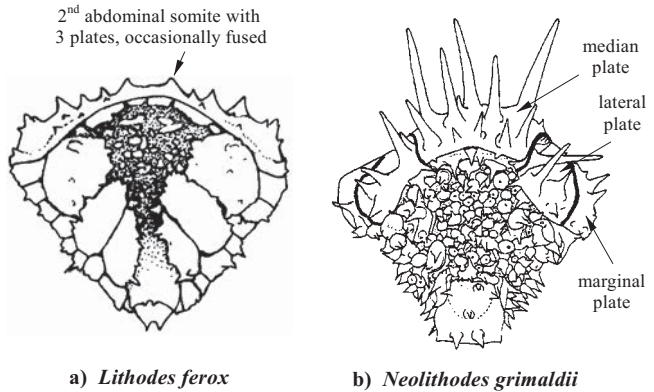 2nd abdominal somite with
3 plates, occasionally fused
median
plate
lateral
plate
marginal
plate
a) Lithodes ferox
b) Neolithodes grimaldii